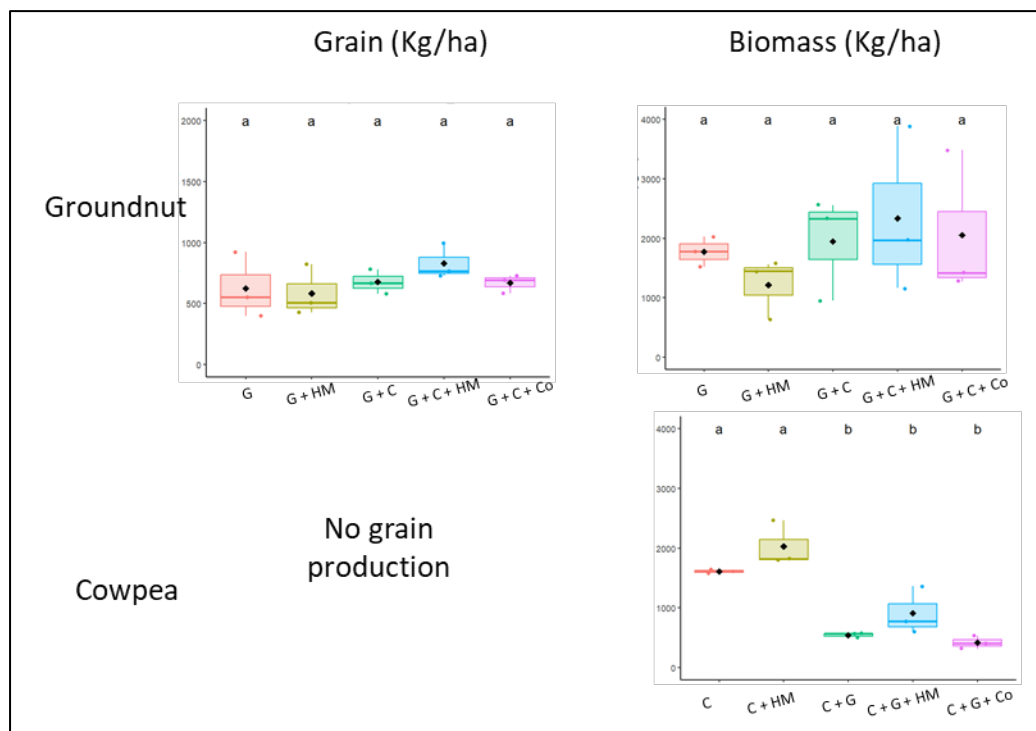 Grain (Kg/ha)
Biomass (Kg/ha)
Groundnut
2000
1500
1000
500
0
a a a a a
G G + HM G + C G + C + HM G + C + Co
4000
3000
2000
1000
0
a a a a a
G G + HM G + C G + C + HM G + C + Co
Cowpea
No grain
production
4000
3000
2000
1000
0
a a b b b
C C + HM C + G C + G + HM C + G + Co